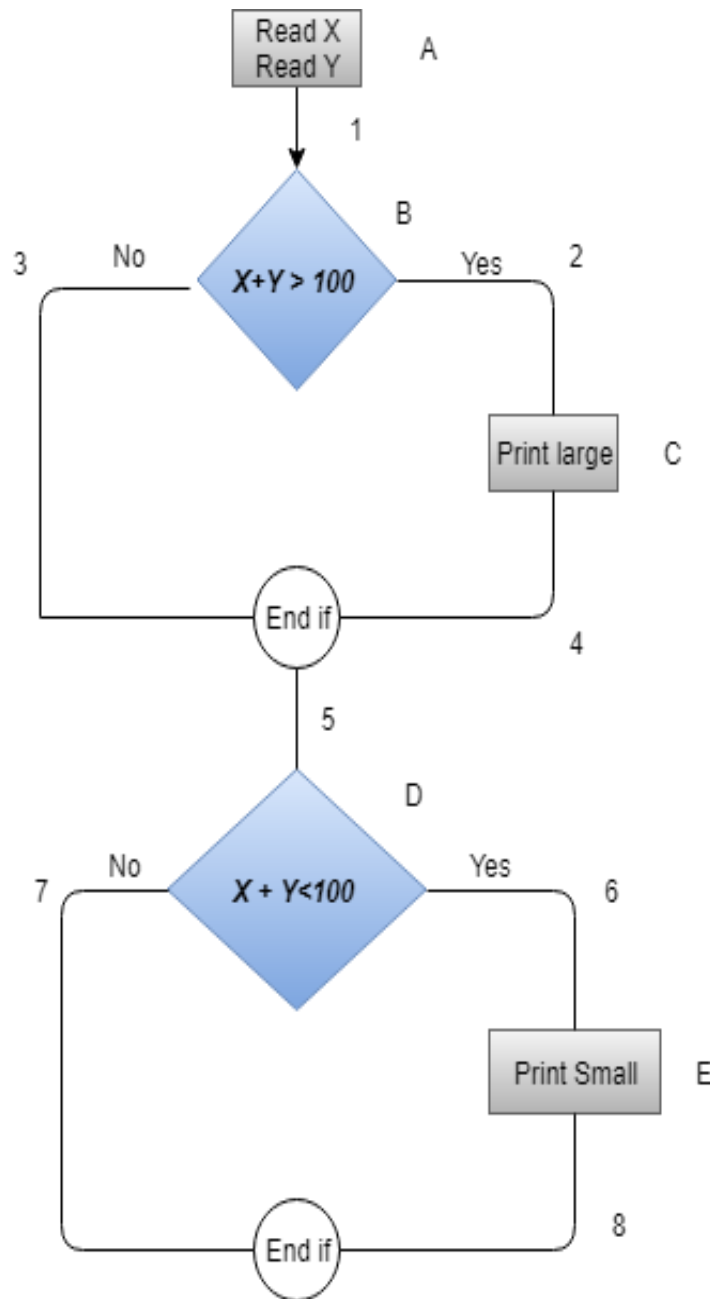 Read X
Read Y
A
1
B
3
No
X+Y > 100
Yes
2
Print large
C
End if
4
5
D
7
No
X + Y<100
Yes
6
Print Small
E
End if
8